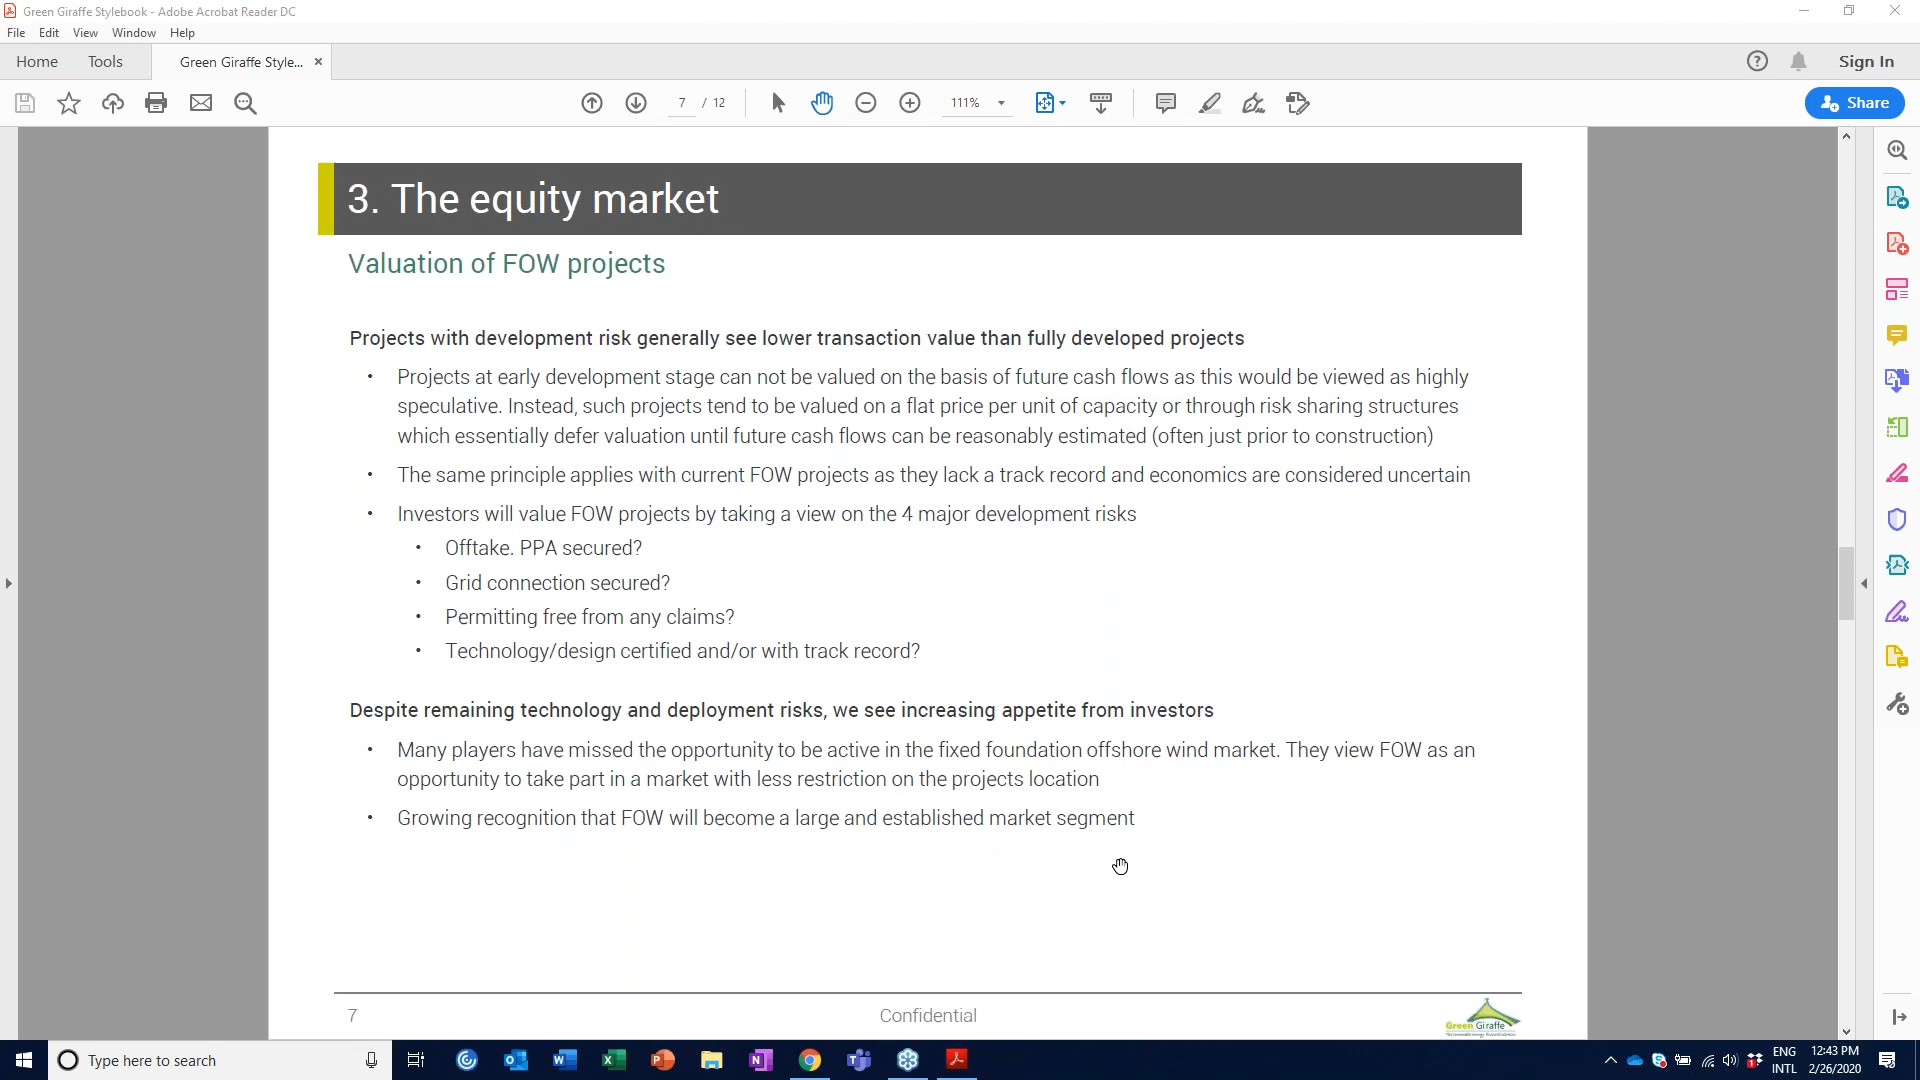 Green Giraffe Stylebook - Adobe Acrobat Reader DC
File Edit View Window Help
Home Tools Green Giraffe Style... Sign In
7 / 12 111% Share
3. The equity market
Valuation of FOW projects
Projects with development risk generally see lower transaction value than fully developed projects
• Projects at early development stage can not be valued on the basis of future cash flows as this would be viewed as highly
speculative. Instead, such projects tend to be valued on a flat price per unit of capacity or through risk sharing structures
which essentially defer valuation until future cash flows can be reasonably estimated (often just prior to construction)
• The same principle applies with current FOW projects as they lack a track record and economics are considered uncertain
• Investors will value FOW projects by taking a view on the 4 major development risks
• Offtake. PPA secured?
• Grid connection secured?
• Permitting free from any claims?
• Technology/design certified and/or with track record?
Despite remaining technology and deployment risks, we see increasing appetite from investors
• Many players have missed the opportunity to be active in the fixed foundation offshore wind market. They view FOW as an
opportunity to take part in a market with less restriction on the projects location
• Growing recognition that FOW will become a large and established market segment
7 Confidential
Green Giraffe
Type here to search
ENG 12:43 PM
INTL 2/26/2020